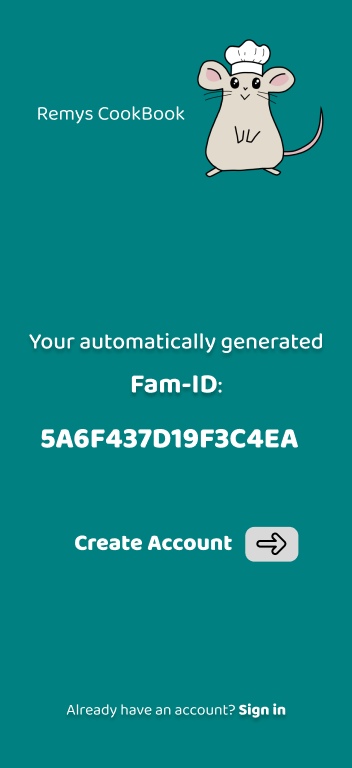 Remys CookBook
Your automatically generated
Fam-ID:
5A6F437D19F3C4EA
Create Account
Already have an account? Sign in